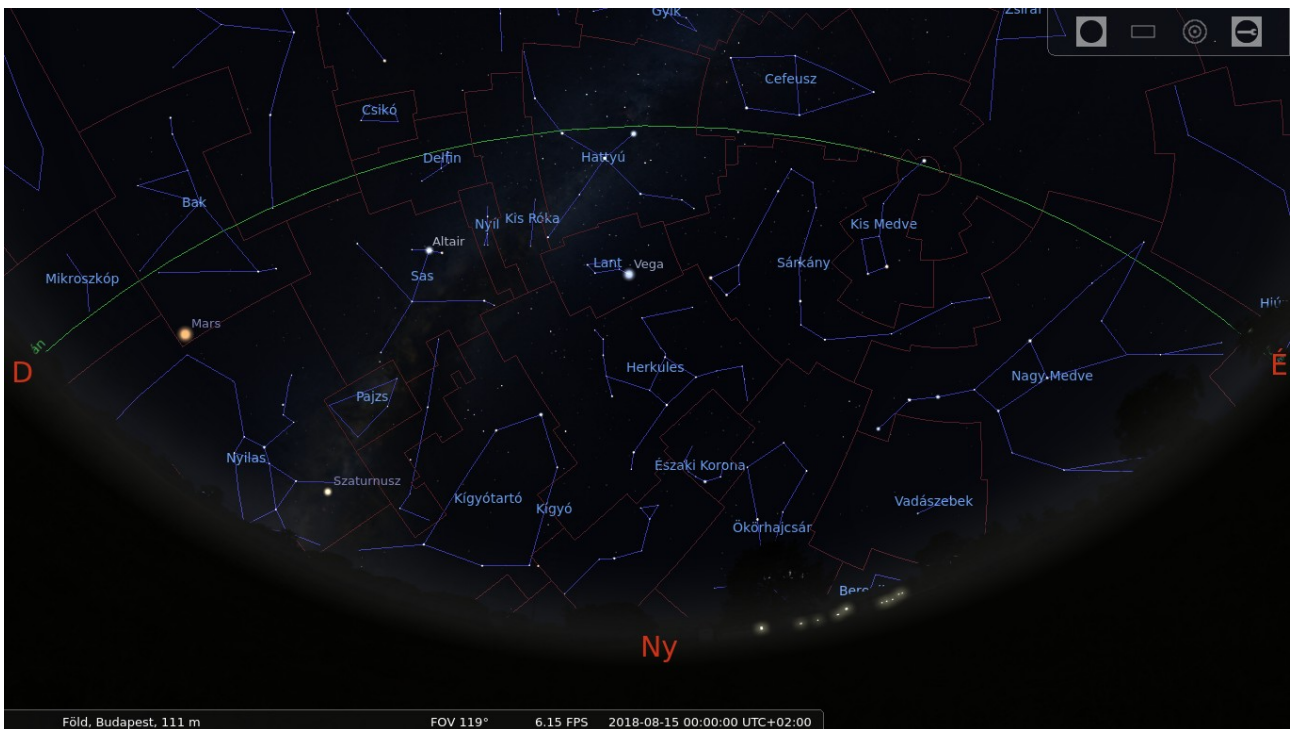 Gyík
Zsiráf
Cefeusz
Csikó
Delfin
Hattyú
Bak
Nyíl
Kis Róka
Kis Medve
Altair
Sas
Lant
Vega
Sárkány
Mikroszkóp
Mars
án
D
É
Herkules
Nagy Medve
Pajzs
Nyilas
Északi Korona
Szaturnusz
Kígyótartó
Kígyó
Vadászebek
Ökörhajcsár
Ny
Föld, Budapest, 111 m FOV 119° 6.15 FPS 2018-08-15 00:00:00 UTC+02:00